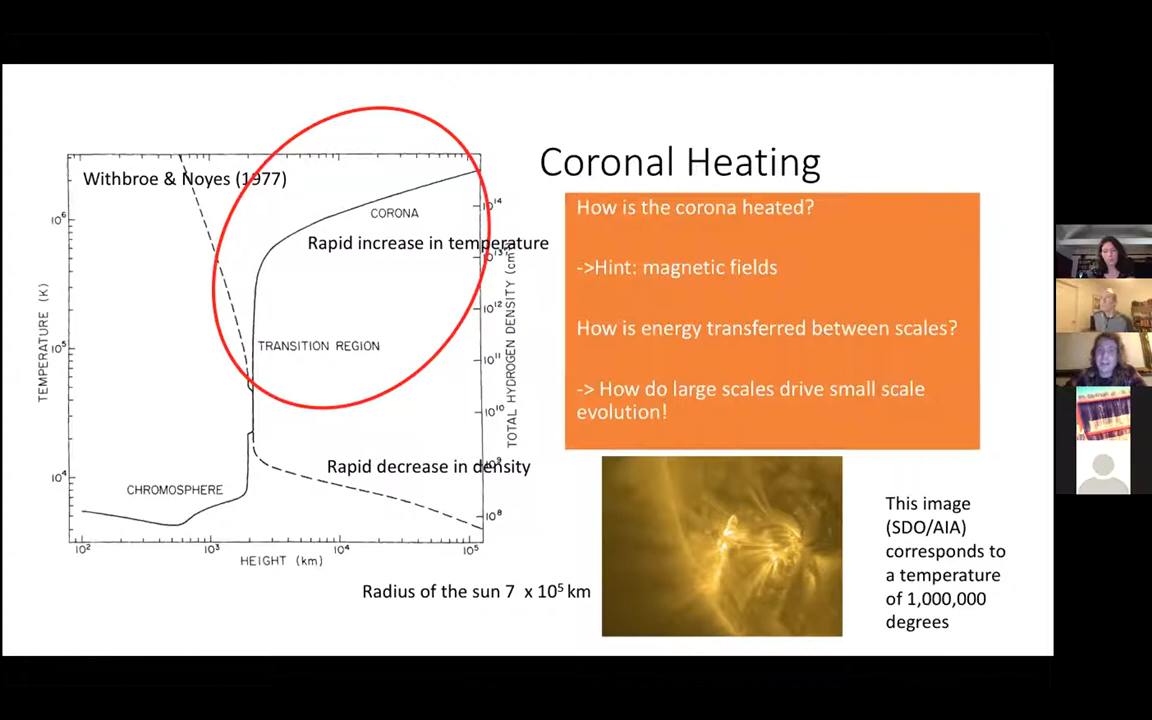 Coronal Heating
Withbroe & Noyes (1977)
10⁶
10⁵
10⁴
TEMPERATURE (K)
CORONA
Rapid increase in temperature
TRANSITION REGION
Rapid decrease in density
CHROMOSPHERE
10¹⁴
10¹³
10¹²
10¹¹
10¹⁰
10⁹
10⁸
TOTAL HYDROGEN DENSITY (cm⁻³)
10²
10³
10⁴
10⁵
HEIGHT (km)
Radius of the sun 7 x 10⁵ km
How is the corona heated?
->Hint: magnetic fields
How is energy transferred between scales?
-> How do large scales drive small scale
evolution!
This image
(SDO/AIA)
corresponds to
a temperature
of 1,000,000
degrees